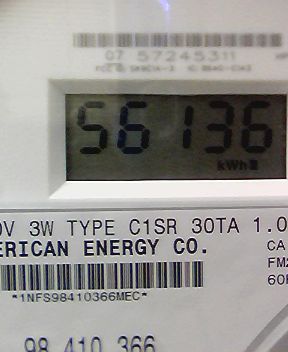 07 57245311
56136
kWh
0V 3W TYPE C1SR 30TA 1.0
ERICAN ENERGY CO.
CA
FM2
*1NFS98410366MEC*
60
98 410 366